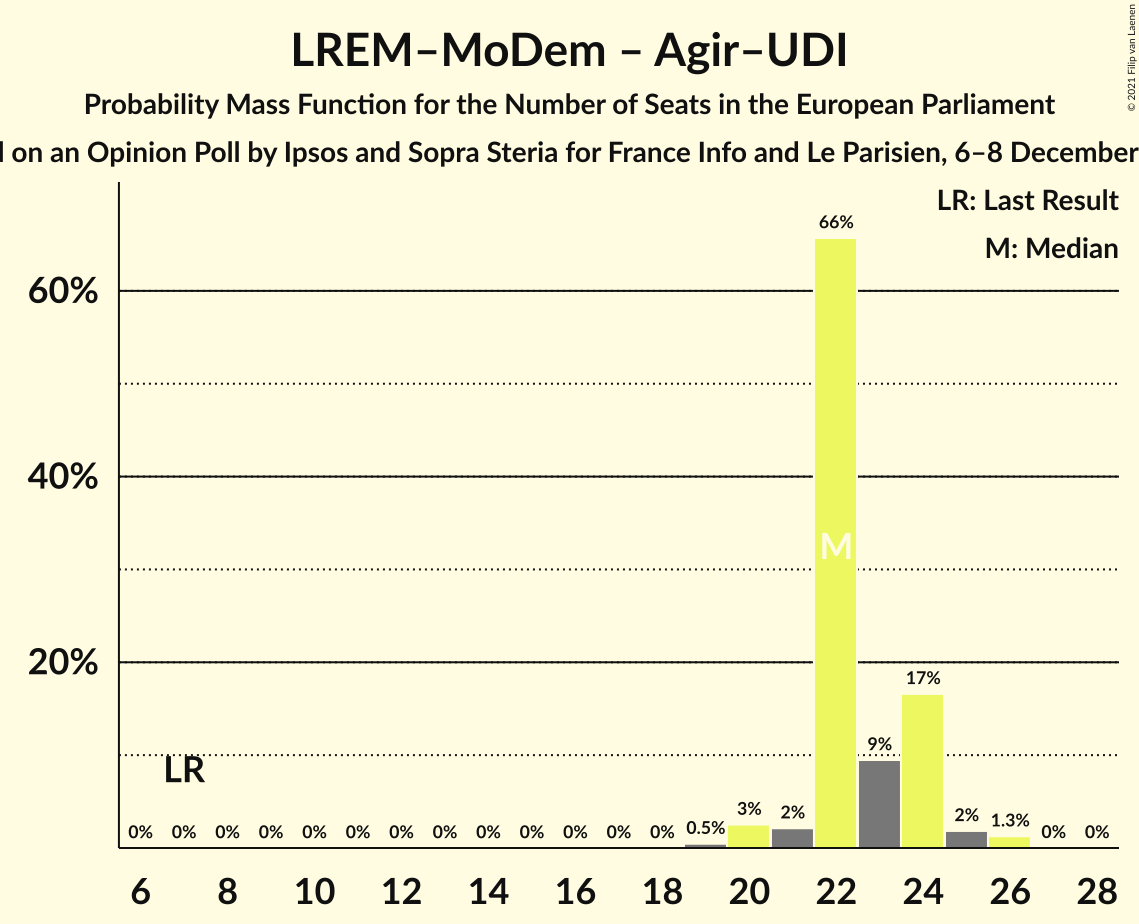 LREM–MoDem – Agir–UDI
Probability Mass Function for the Number of Seats in the European Parliament
on an Opinion Poll by Ipsos and Sopra Steria for France Info and Le Parisien, 6–8 December
© 2021 Filip van Laenen
LR: Last Result
M: Median
66%
60%
M
40%
20%
17%
9%
LR
0% 0% 0% 0% 0% 0% 0% 0% 0% 0% 0% 0% 0% 0.5% 3% 2% 2% 1.3% 0% 0%
6 8 10 12 14 16 18 20 22 24 26 28